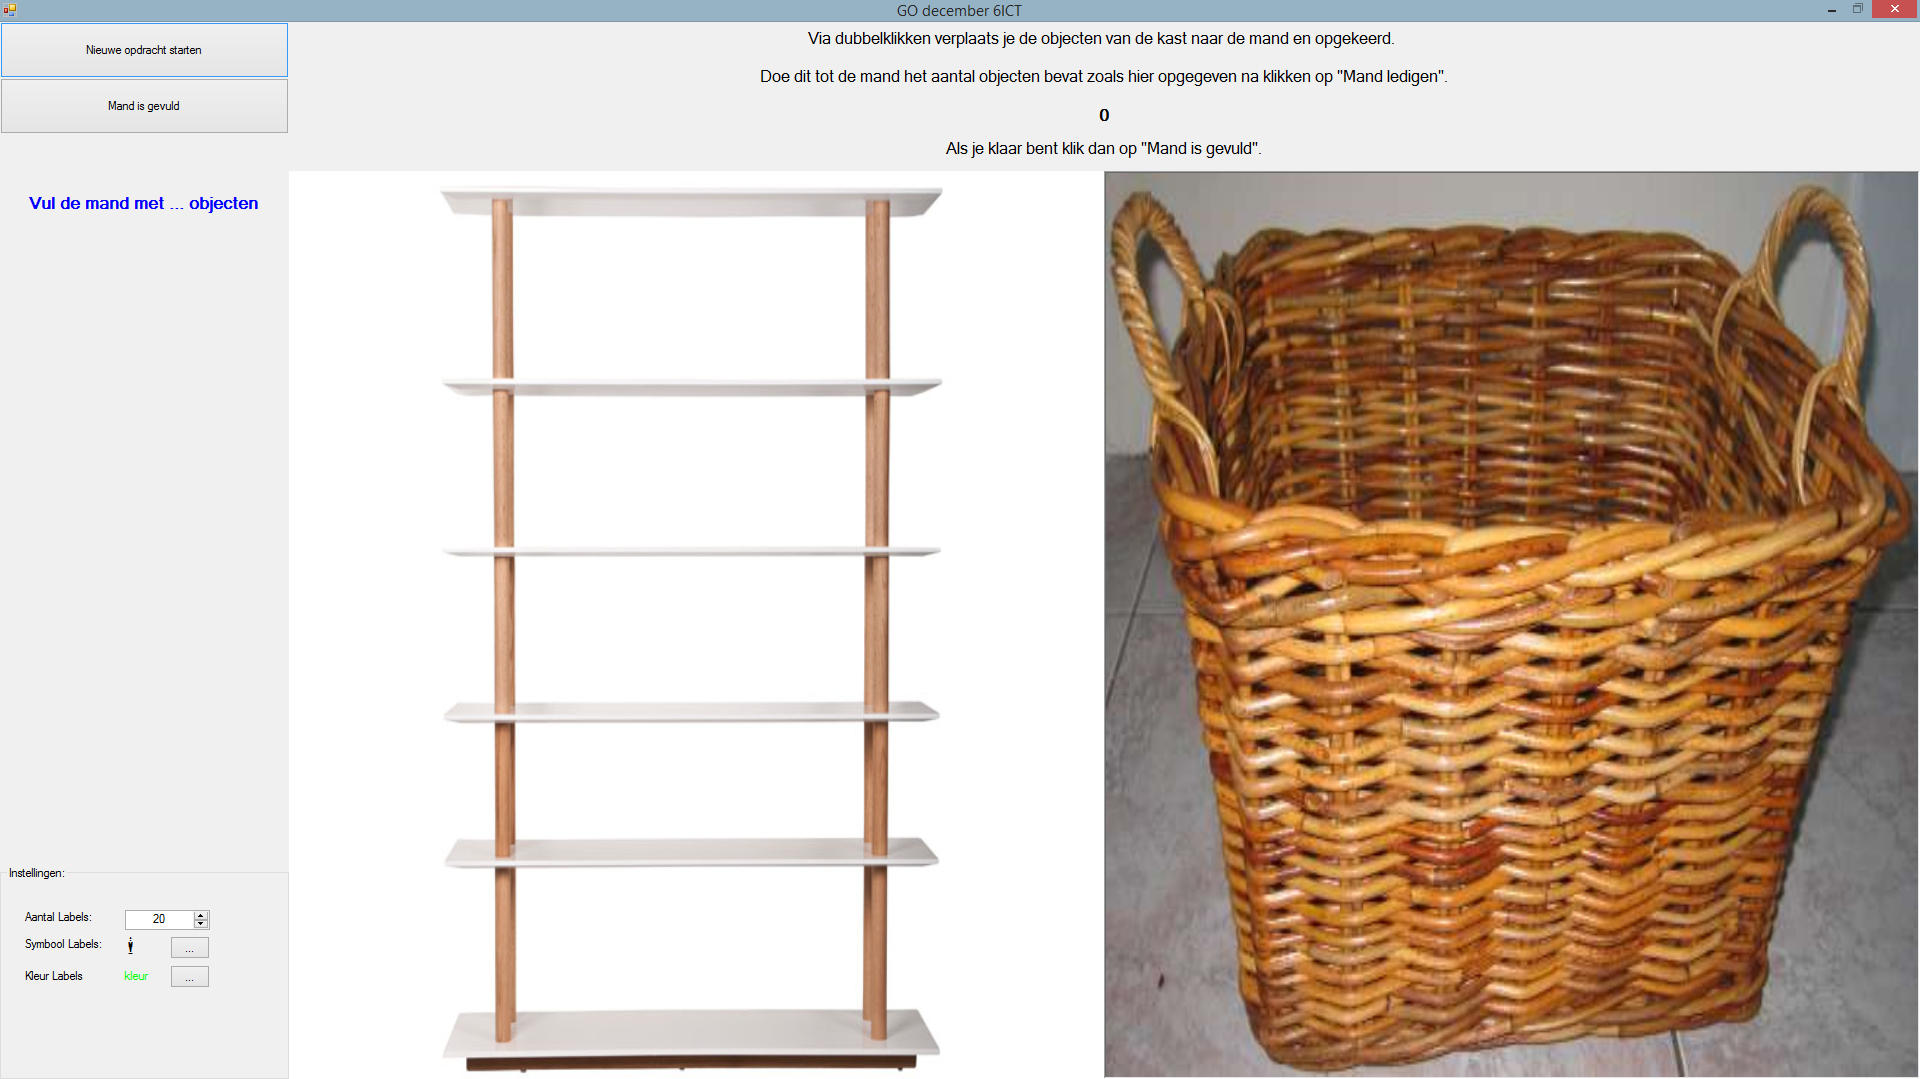 GO december 6ICT
Nieuwe opdracht starten
Mand is gevuld
Via dubbelklikken verplaats je de objecten van de kast naar de mand en opgekeerd.
Doe dit tot de mand het aantal objecten bevat zoals hier opgegeven na klikken op "Mand ledigen".
0
Als je klaar bent klik dan op "Mand is gevuld".
Vul de mand met ... objecten
Instellingen:
Aantal Labels: 20
Symbool Labels: ...
Kleur Labels kleur ...